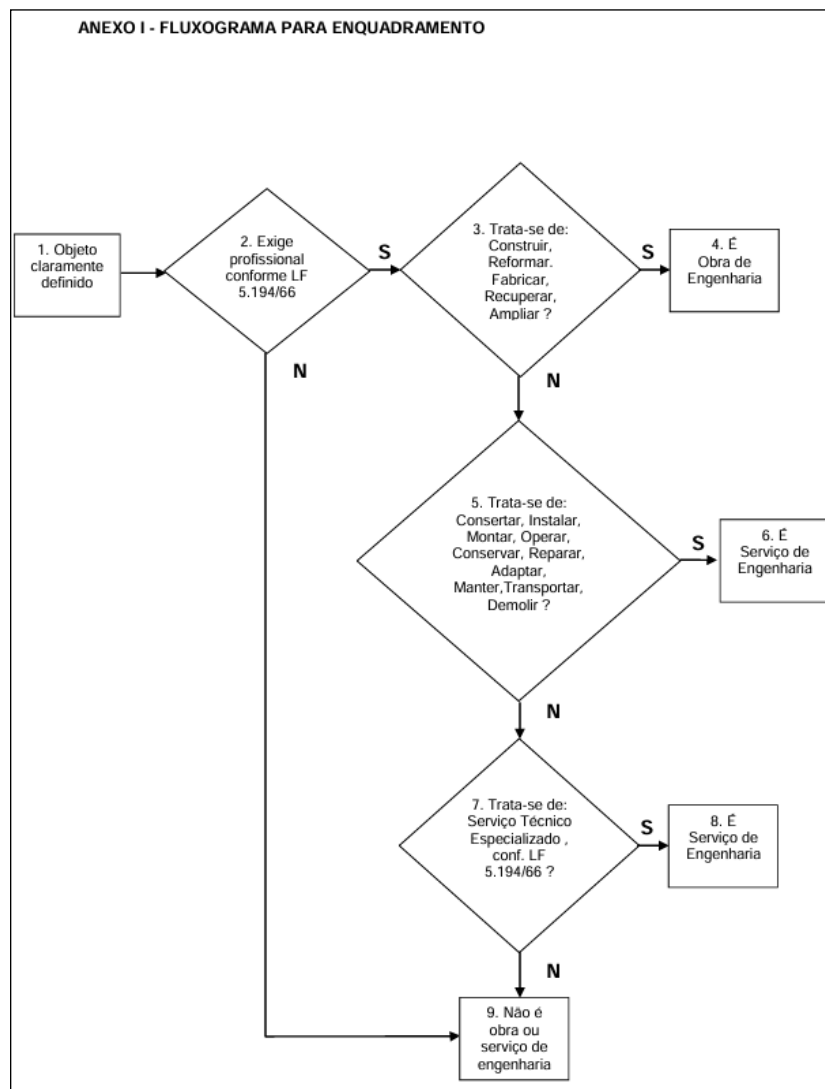 ANEXO I - FLUXOGRAMA PARA ENQUADRAMENTO
1. Objeto
claramente
definido
2. Exige
profissional
conforme LF
5.194/66
S
N
3. Trata-se de:
Construir,
Reformar.
Fabricar,
Recuperar,
Ampliar ?
S
4. É
Obra de
Engenharia
N
5. Trata-se de:
Consertar, Instalar,
Montar, Operar,
Conservar, Reparar,
Adaptar,
Manter,Transportar,
Demolir ?
S
6. É
Serviço de
Engenharia
N
7. Trata-se de:
Serviço Técnico
Especializado ,
conf. LF
5.194/66 ?
S
8. É
Serviço de
Engenharia
N
9. Não é
obra ou
serviço de
engenharia